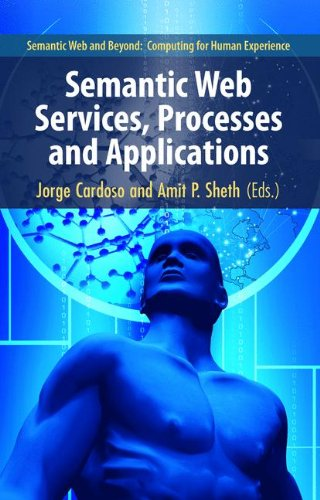 Semantic Web and Beyond: Computing for Human Experience
Semantic Web
Services, Processes
and Applications
Jorge Cardoso and Amit P. Sheth (Eds.)